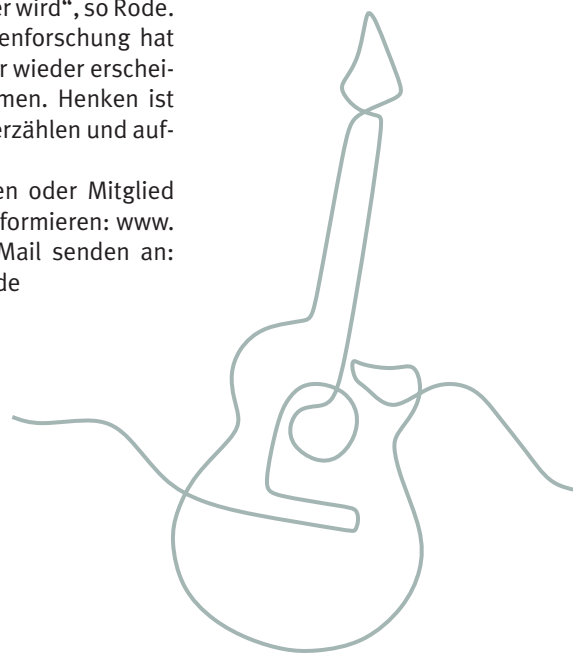 er wird“, so Rode.
enforschung hat
r wieder erschei-
men. Henken ist
erzählen und auf-
en oder Mitglied
formieren: www.
Mail senden an:
de